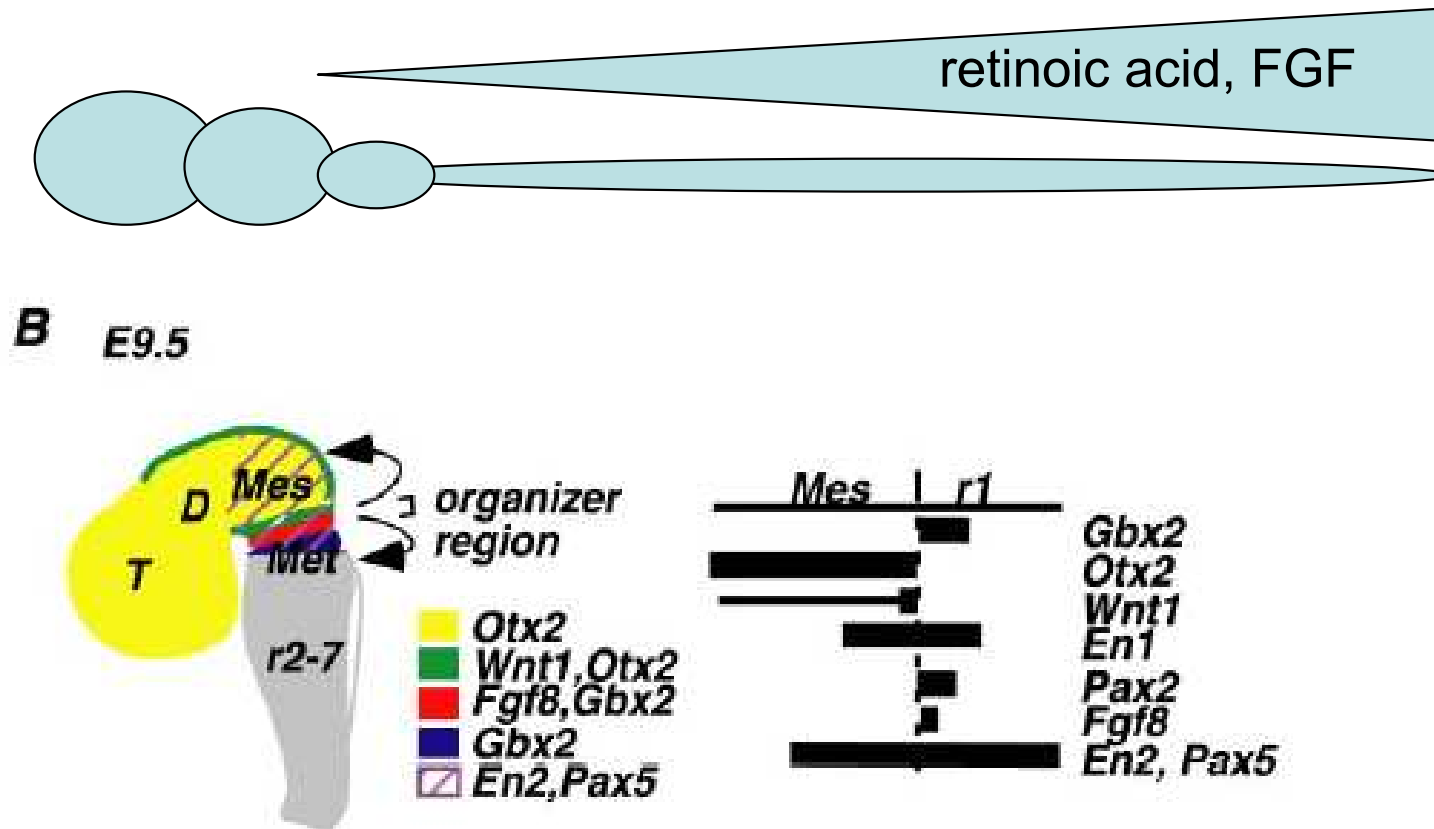 retinoic acid, FGF
B E9.5
D Mes
T
Met
r2-7
organizer
region
Otx2
Wnt1,Otx2
Fgf8,Gbx2
Gbx2
En2,Pax5
Mes r1
Gbx2
Otx2
Wnt1
En1
Pax2
Fgf8
En2, Pax5